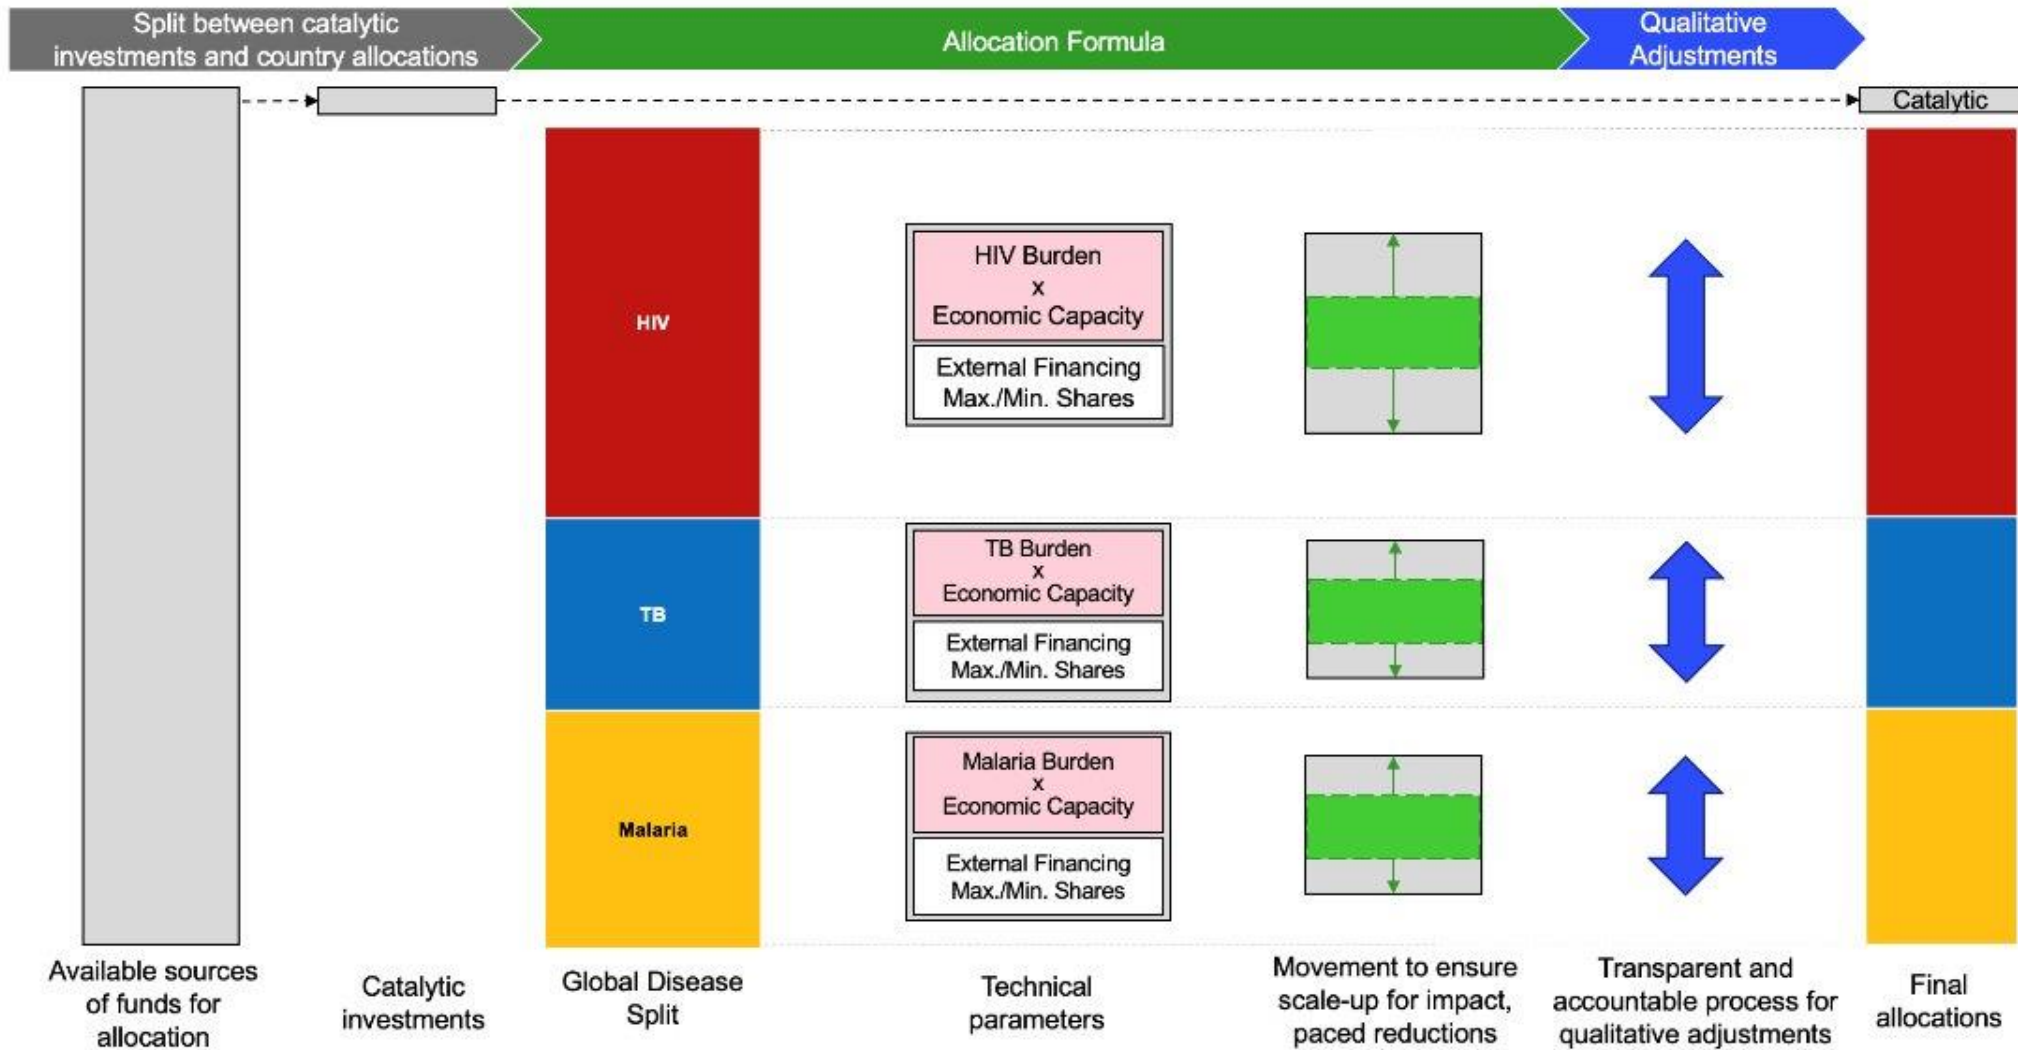 Split between catalytic
investments and country allocations
Allocation Formula
Qualitative
Adjustments
Catalytic
HIV
HIV Burden
x
Economic Capacity
External Financing
Max./Min. Shares
TB
TB Burden
x
Economic Capacity
External Financing
Max./Min. Shares
Malaria
Malaria Burden
x
Economic Capacity
External Financing
Max./Min. Shares
Available sources
of funds for
allocation
Catalytic
investments
Global Disease
Split
Technical
parameters
Movement to ensure
scale-up for impact,
paced reductions
Transparent and
accountable process for
qualitative adjustments
Final
allocations